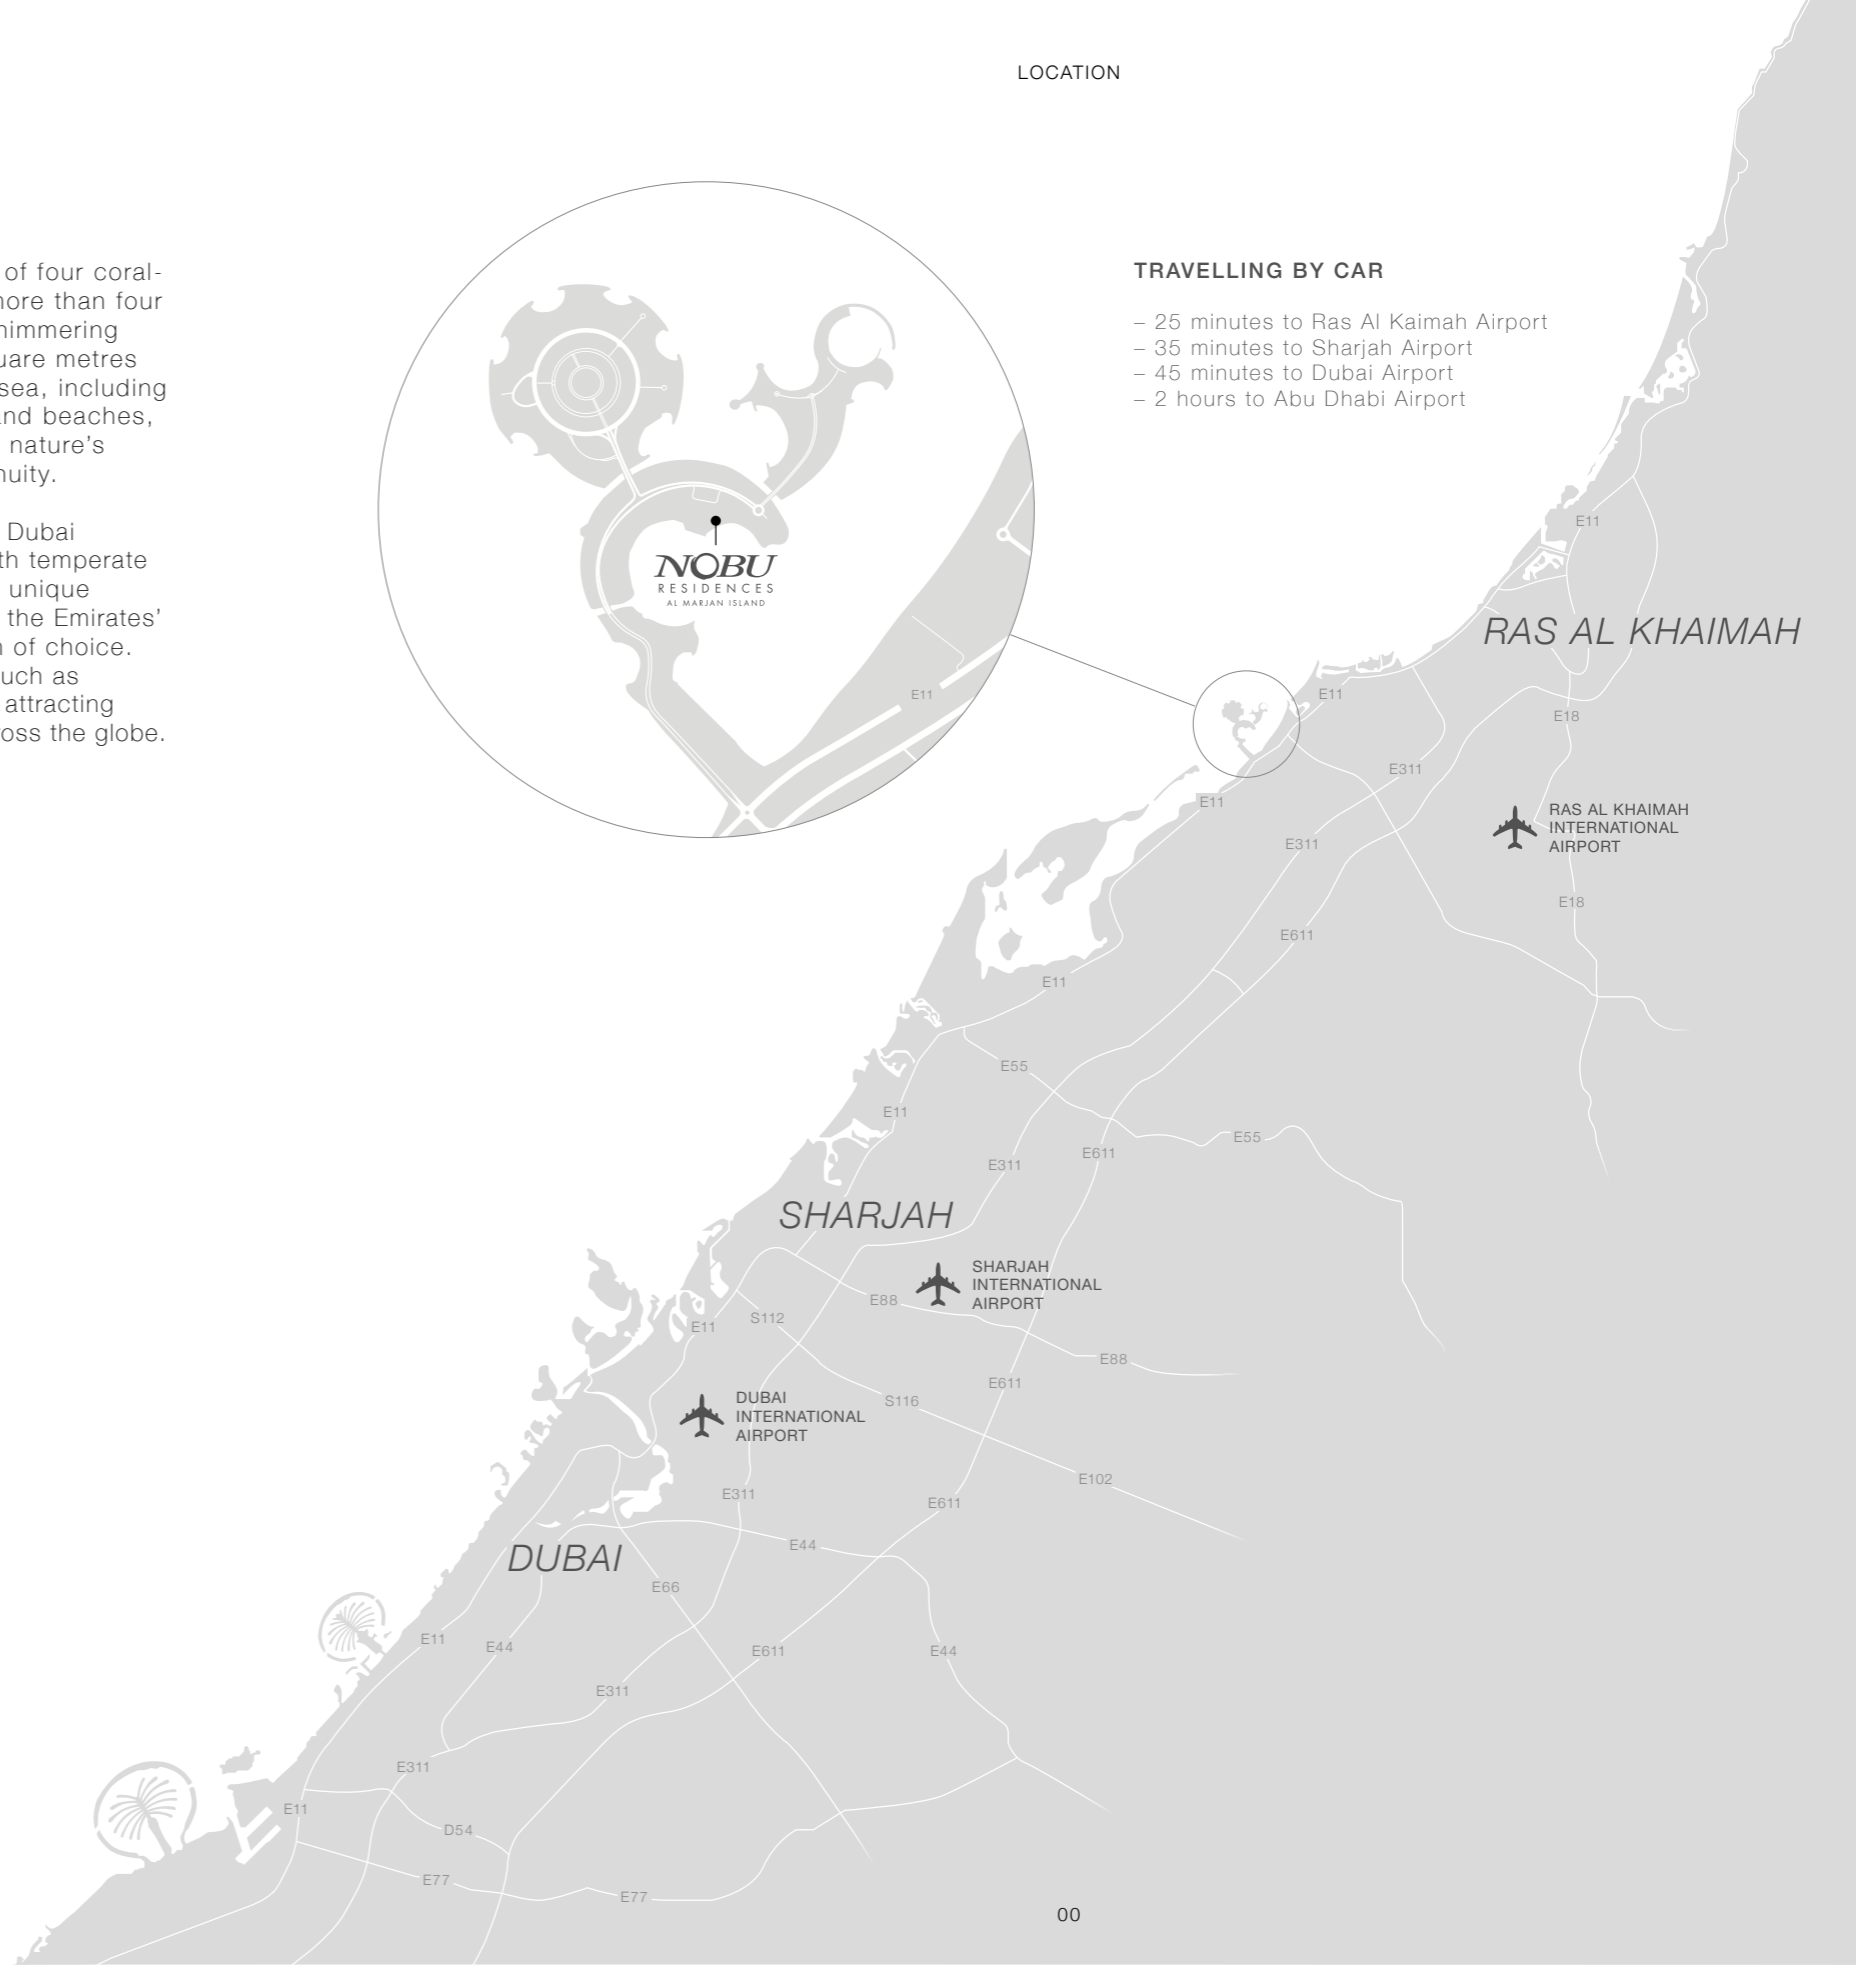 LOCATION
of four coral-
more than four
himmering
uare metres
sea, including
and beaches,
nature's
nuity.
Dubai
th temperate
unique
the Emirates'
n of choice.
uch as
attracting
oss the globe.
TRAVELLING BY CAR
– 25 minutes to Ras Al Kaimah Airport
– 35 minutes to Sharjah Airport
– 45 minutes to Dubai Airport
– 2 hours to Abu Dhabi Airport
NOBU
RESIDENCES
AL MARJAN ISLAND
E11
E11
RAS AL KHAIMAH
E11
E18
E311
E11
RAS AL KHAIMAH
INTERNATIONAL
AIRPORT
E311
E18
E611
E11
E55
E11
E55
E611
E311
SHARJAH
SHARJAH
INTERNATIONAL
AIRPORT
E88
S112
E11
E88
E611
DUBAI
INTERNATIONAL
AIRPORT
S116
E102
E311
E611
E44
DUBAI
E66
E11
E44
E611
E44
E311
E311
E11
D54
E77
E77
00